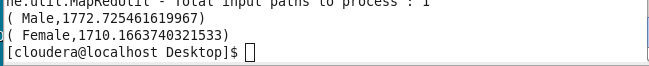 ne.util.MapRedUtil - Total input paths to process : 1
( Male,1772.725461619967)
( Female,1710.1663740321533)
[cloudera@localhost Desktop]$